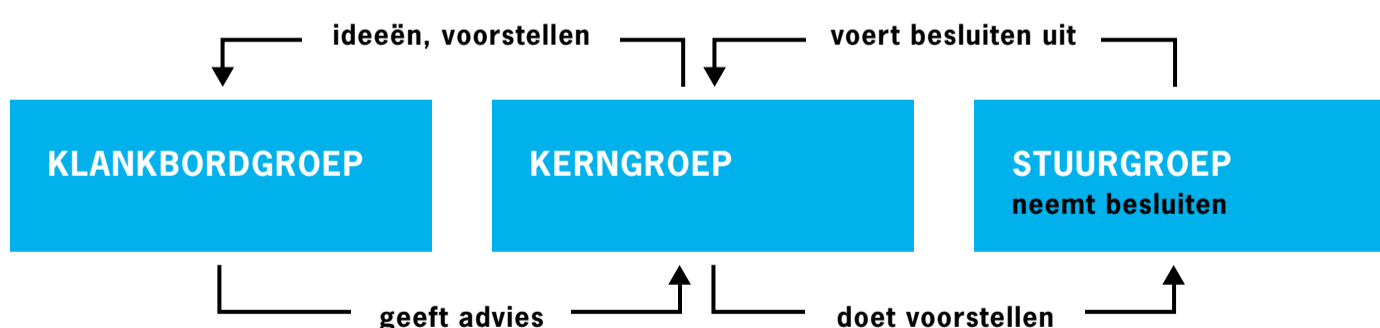 ideeën, voorstellen
voert besluiten uit
KLANKBORDGROEP
KERNGROEP
STUURGROEP
neemt besluiten
geeft advies
doet voorstellen